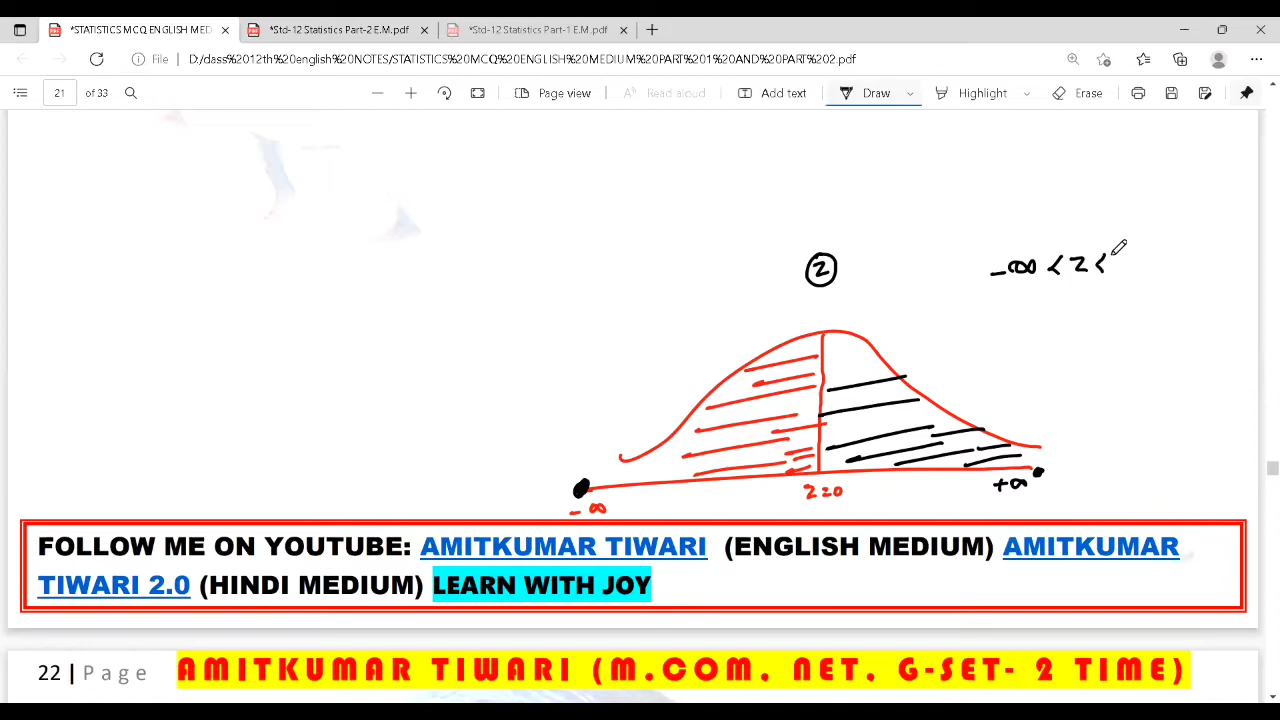 *STATISTICS MCQ ENGLISH MED
*Std-12 Statistics Part-2 E.M.pdf
*Std-12 Statistics Part-1 E.M.pdf
File D:/class%2012th%20english%20NOTES/STATISTICS%20MCQ%20ENGLISH%20MEDIUM%20PART%201%20AND%20PART%202.pdf
21 of 33 Page view Read aloud Add text Draw Highlight Erase
Z -∞ < Z <
Z=0
+∞
-∞
FOLLOW ME ON YOUTUBE: AMITKUMAR TIWARI (ENGLISH MEDIUM) AMITKUMAR
TIWARI 2.0 (HINDI MEDIUM) LEARN WITH JOY
22 | Page AMITKUMAR TIWARI (M.COM, NET, G-SET- 2 TIME)